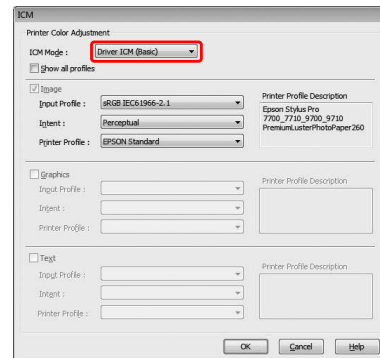 ICM
Printer Color Adjustment
ICM Mode : Driver ICM (Basic)
Show all profiles
Image
Input Profile : sRGB IEC61966-2.1
Intent : Perceptual
Printer Profile : EPSON Standard
Printer Profile Description
Epson Stylus Pro
7700_7710_9700_9710
PremiumLusterPhotoPaper260
Graphics
Input Profile :
Intent :
Printer Profile :
Printer Profile Description
Text
Input Profile :
Intent :
Printer Profile :
Printer Profile Description
OK Cancel Help